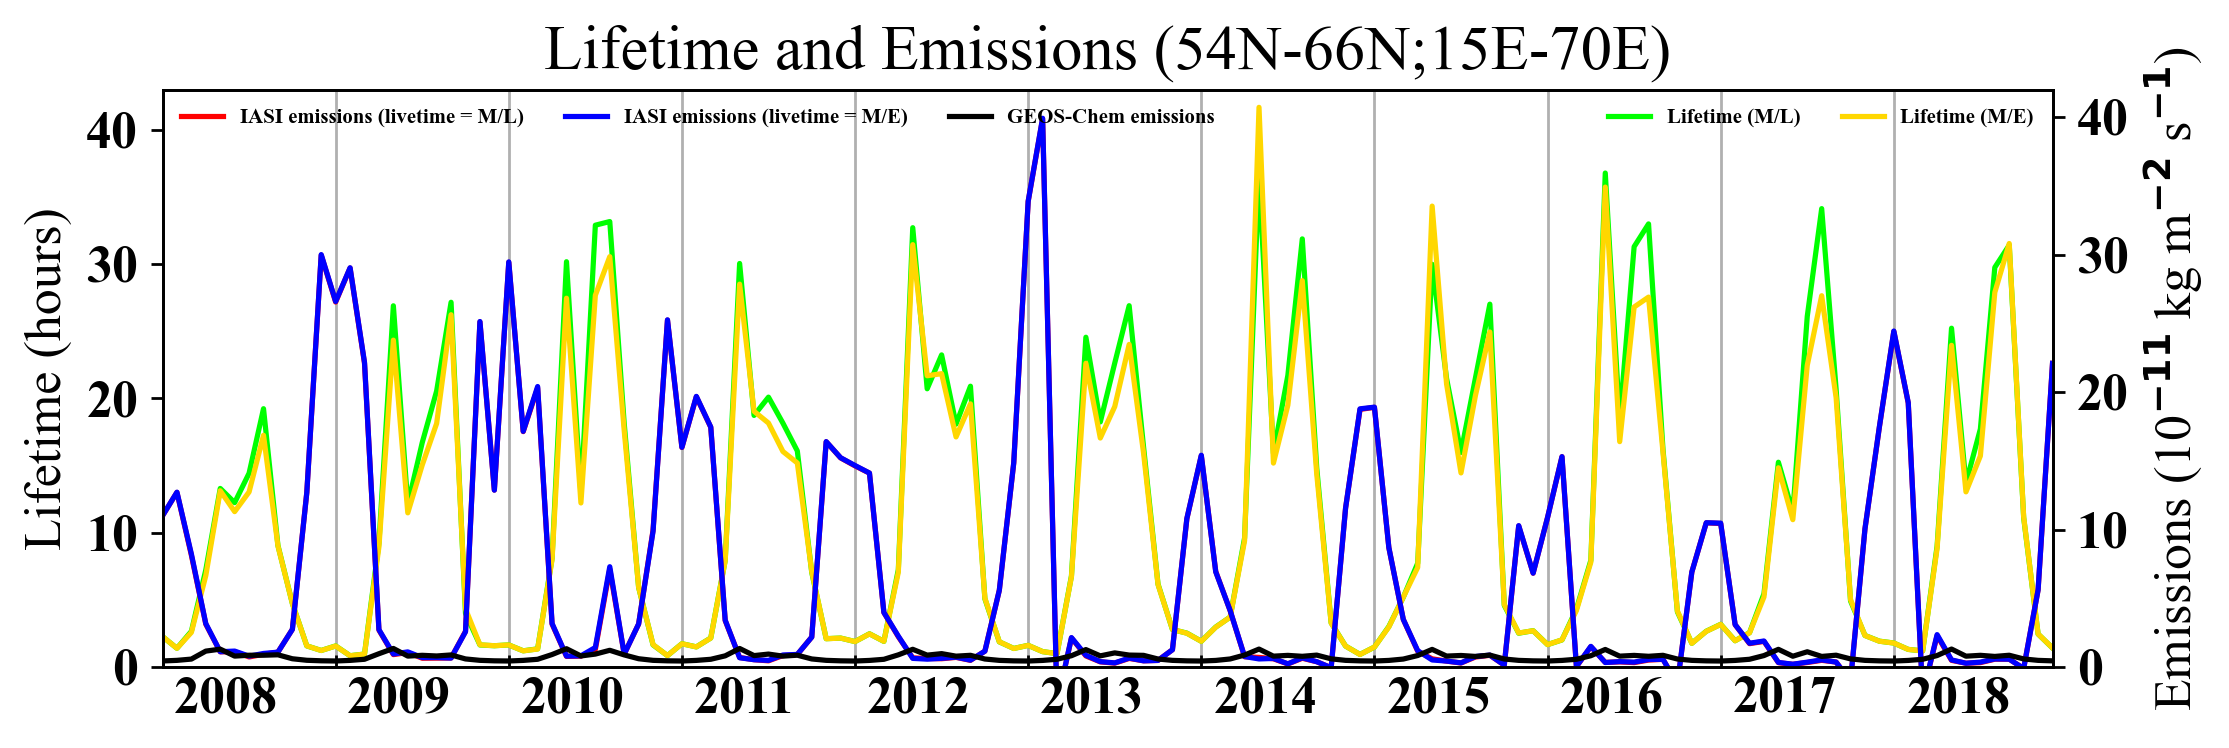 Lifetime and Emissions (54N-66N;15E-70E)
IASI emissions (livetime = M/L) IASI emissions (livetime = M/E) GEOS-Chem emissions Lifetime (M/L) Lifetime (M/E)
Lifetime (hours)
40
30
20
10
0
40
30
20
10
0
Emissions (10⁻¹¹ kg m⁻² s⁻¹)
2008 2009 2010 2011 2012 2013 2014 2015 2016 2017 2018